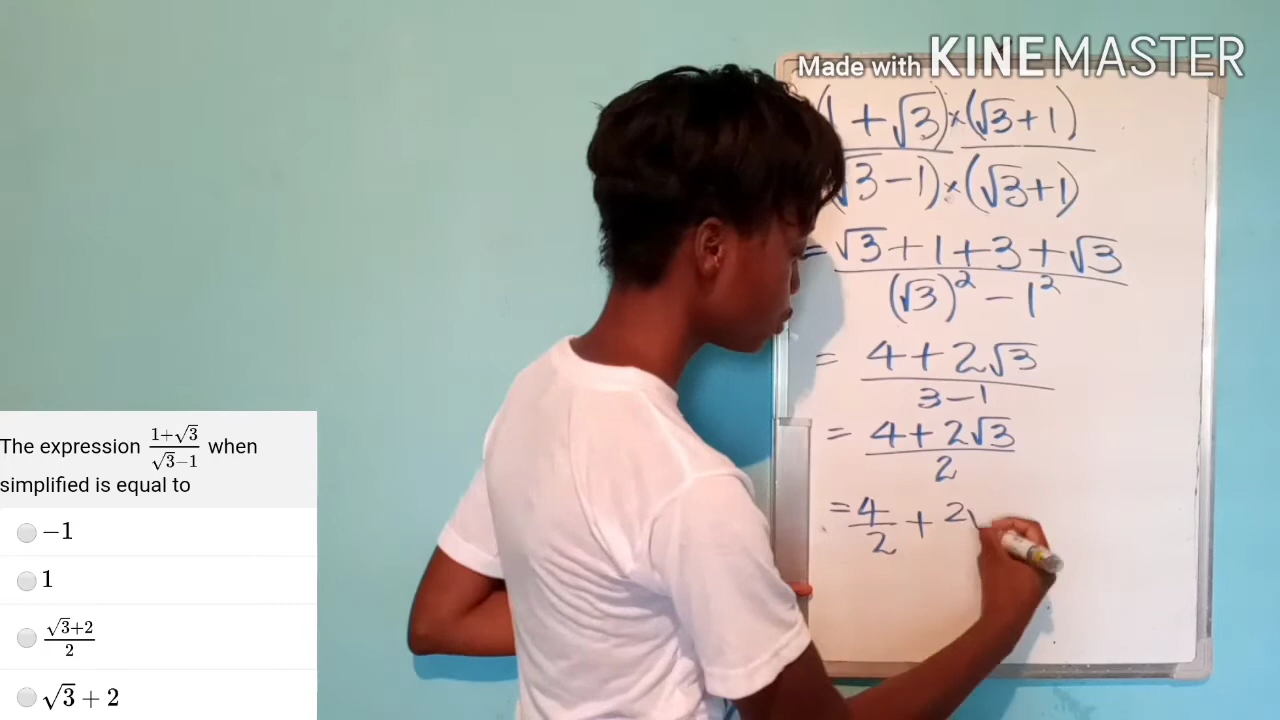 Made with KINEMASTER
(1 + √3) × (√3 + 1)
(√3 − 1) × (√3 + 1)
= √3 + 1 + 3 + √3
(√3)² − 1²
= 4 + 2√3
3 − 1
= 4 + 2√3
2
= 4/2 + 2
The expression (1+√3)/(√3−1) when
simplified is equal to
−1
1
(√3+2)/2
√3 + 2